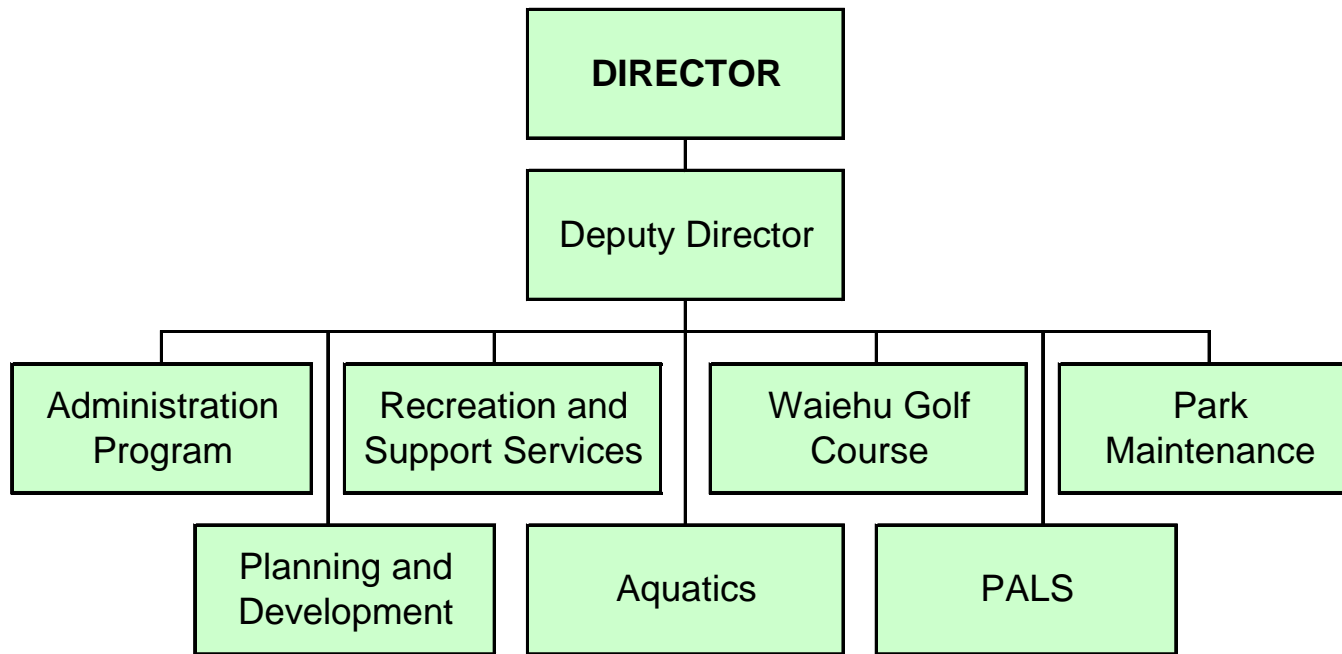 DIRECTOR
Deputy Director
Administration
Program
Recreation and
Support Services
Waiehu Golf
Course
Park
Maintenance
Planning and
Development
Aquatics
PALS